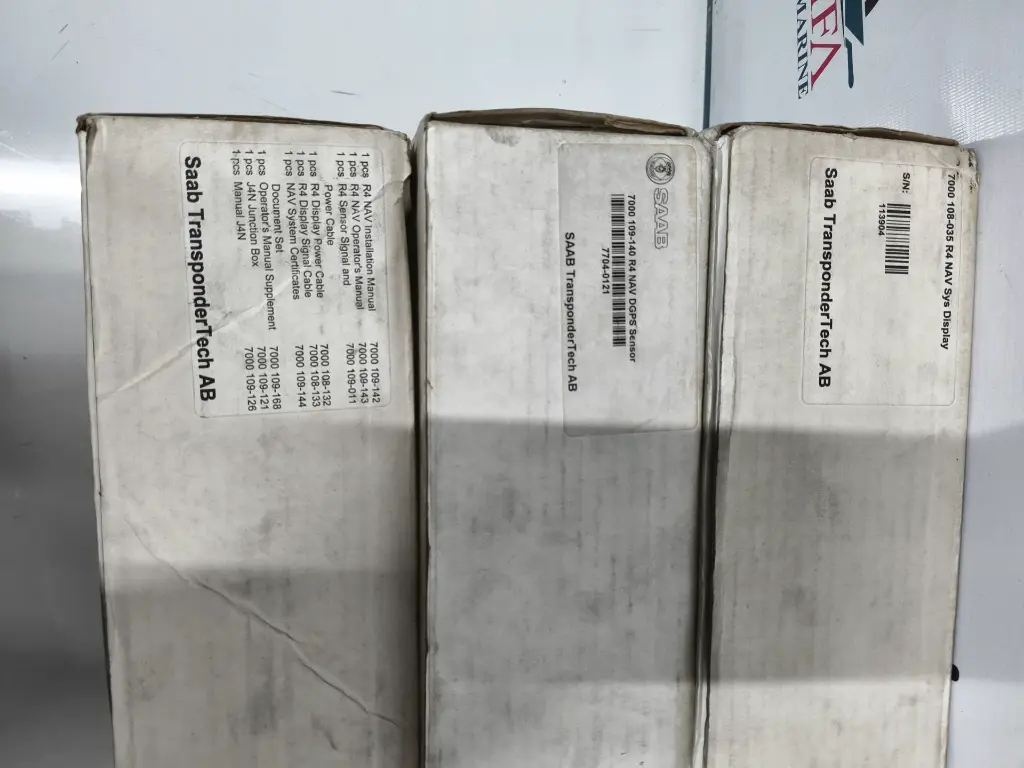 1 pcs R4 NAV Installation Manual 7000 109-142
1 pcs R4 NAV Operator's Manual 7000 109-143
1 pcs R4 Sensor Signal and 7000 109-011
Power Cable
1 pcs R4 Display Power Cable 7000 108-132
1 pcs R4 Display Signal Cable 7000 108-133
1 pcs NAV System Certificates 7000 109-144
Document Set
1 pcs Operator's Manual Supplement 7000 109-168
1 pcs J4N Junction Box 7000 109-121
1 pcs Manual J4N 7000 109-126
Saab TransponderTech AB
SAAB
7000 109-140 R4 NAV DGPS Sensor
7704-0121
SAAB TransponderTech AB
7000 108-035 R4 NAV Sys Display
S/N:
113904
Saab TransponderTech AB
MARINE